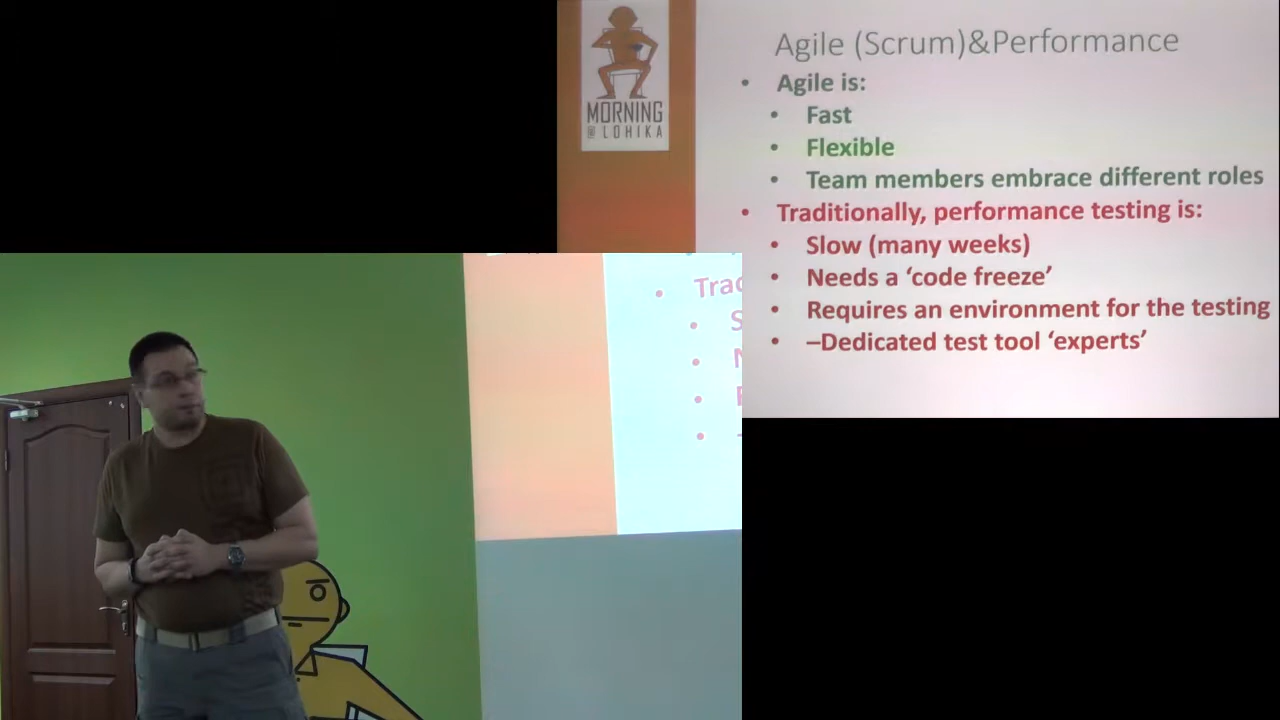 MORNING
@ LOHIKA
Agile (Scrum)&Performance
• Agile is:
• Fast
• Flexible
• Team members embrace different roles
• Traditionally, performance testing is:
• Slow (many weeks)
• Needs a ‘code freeze’
• Requires an environment for the testing
• –Dedicated test tool ‘experts’
• Trad
• S
• N
• R
• -